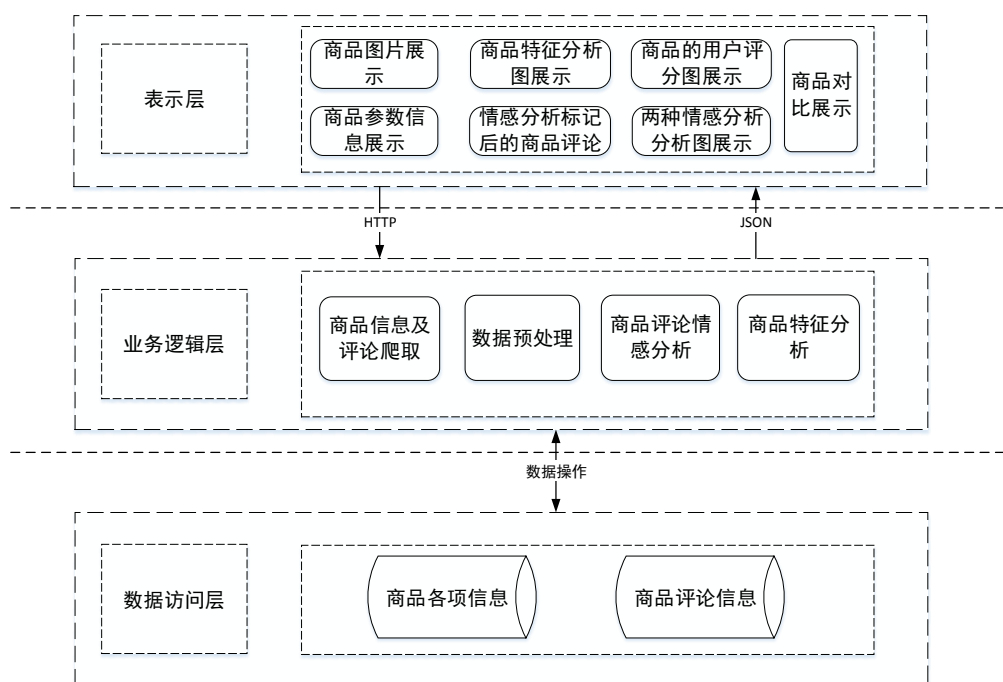 表示层
商品图片展
示
商品特征分析
图展示
商品的用户评
分图展示
商品对
比展示
商品参数信
息展示
情感分析标记
后的商品评论
两种情感分析
分析图展示
HTTP
JSON
业务逻辑层
商品信息及
评论爬取
数据预处理
商品评论情
感分析
商品特征分
析
数据操作
数据访问层
商品各项信息
商品评论信息